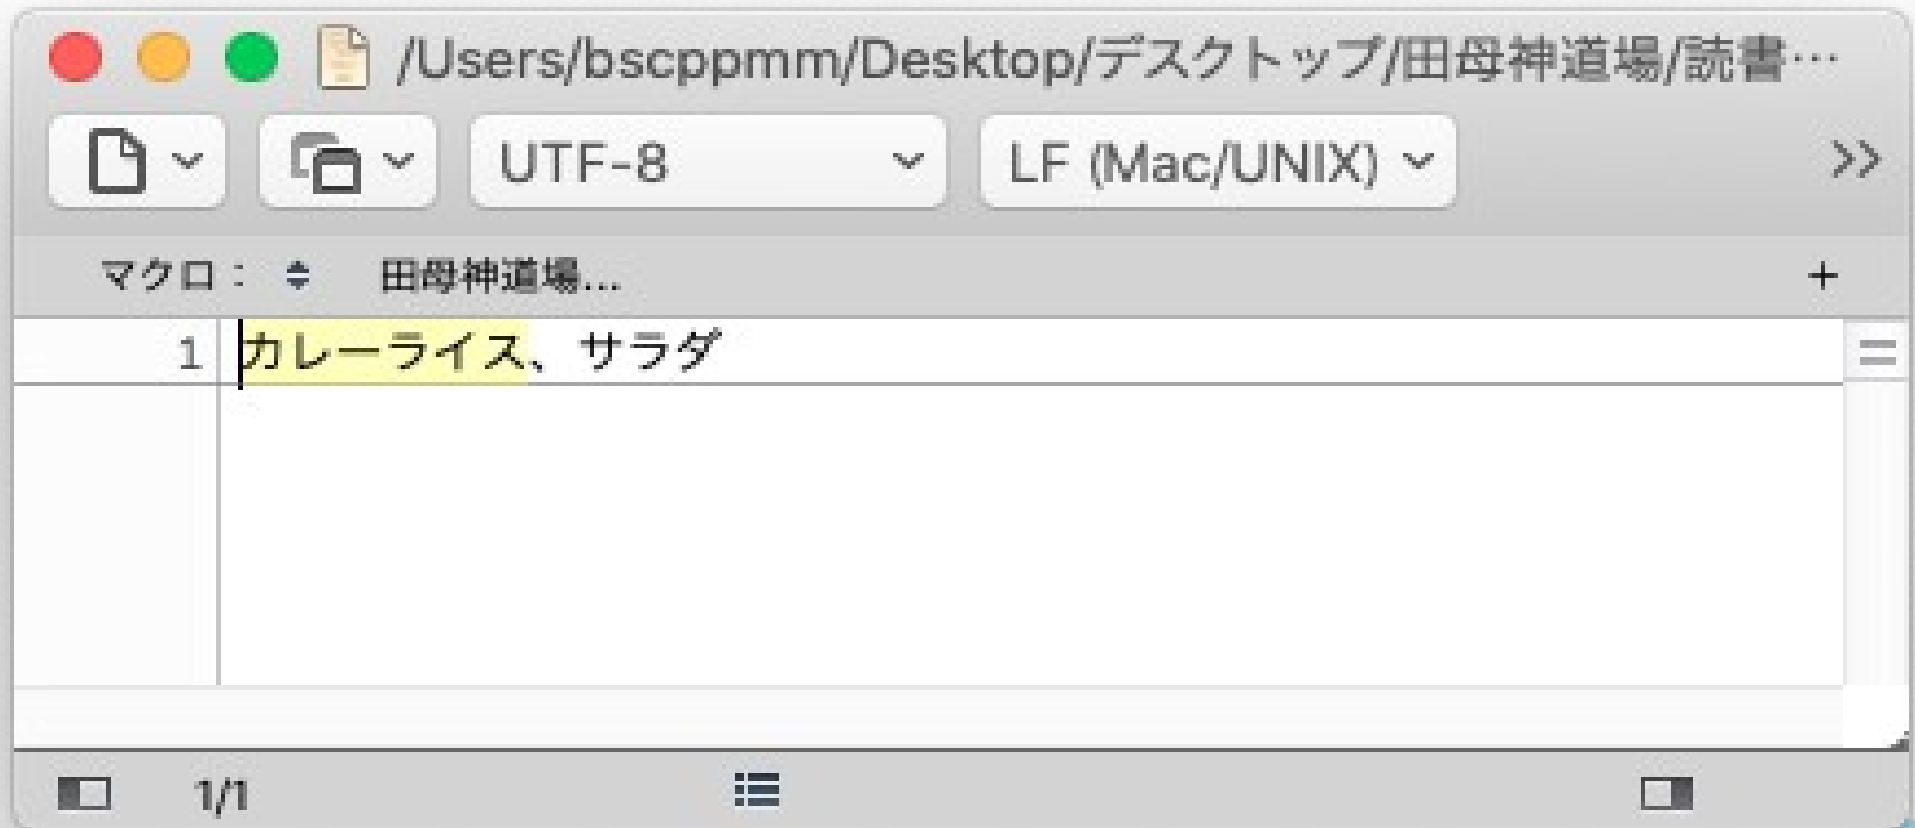 /Users/bscppmm/Desktop/デスクトップ/田母神道場/読書…
UTF-8 LF (Mac/UNIX)
マクロ： 田母神道場... +
1 カレーライス、サラダ
1/1